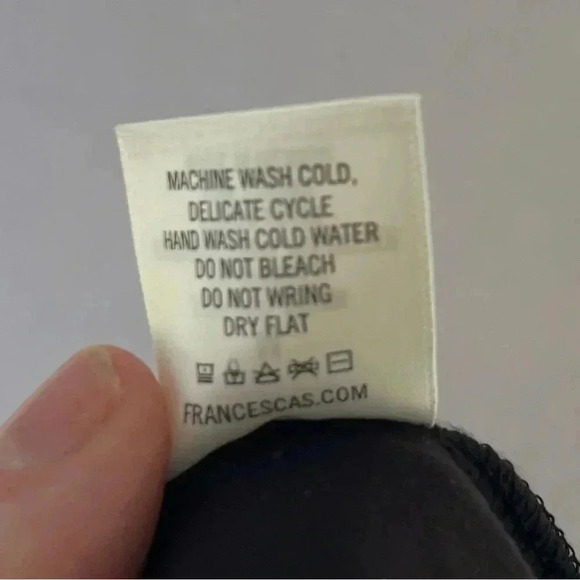 MACHINE WASH COLD,
DELICATE CYCLE
HAND WASH COLD WATER
DO NOT BLEACH
DO NOT WRING
DRY FLAT
FRANCESCAS.COM